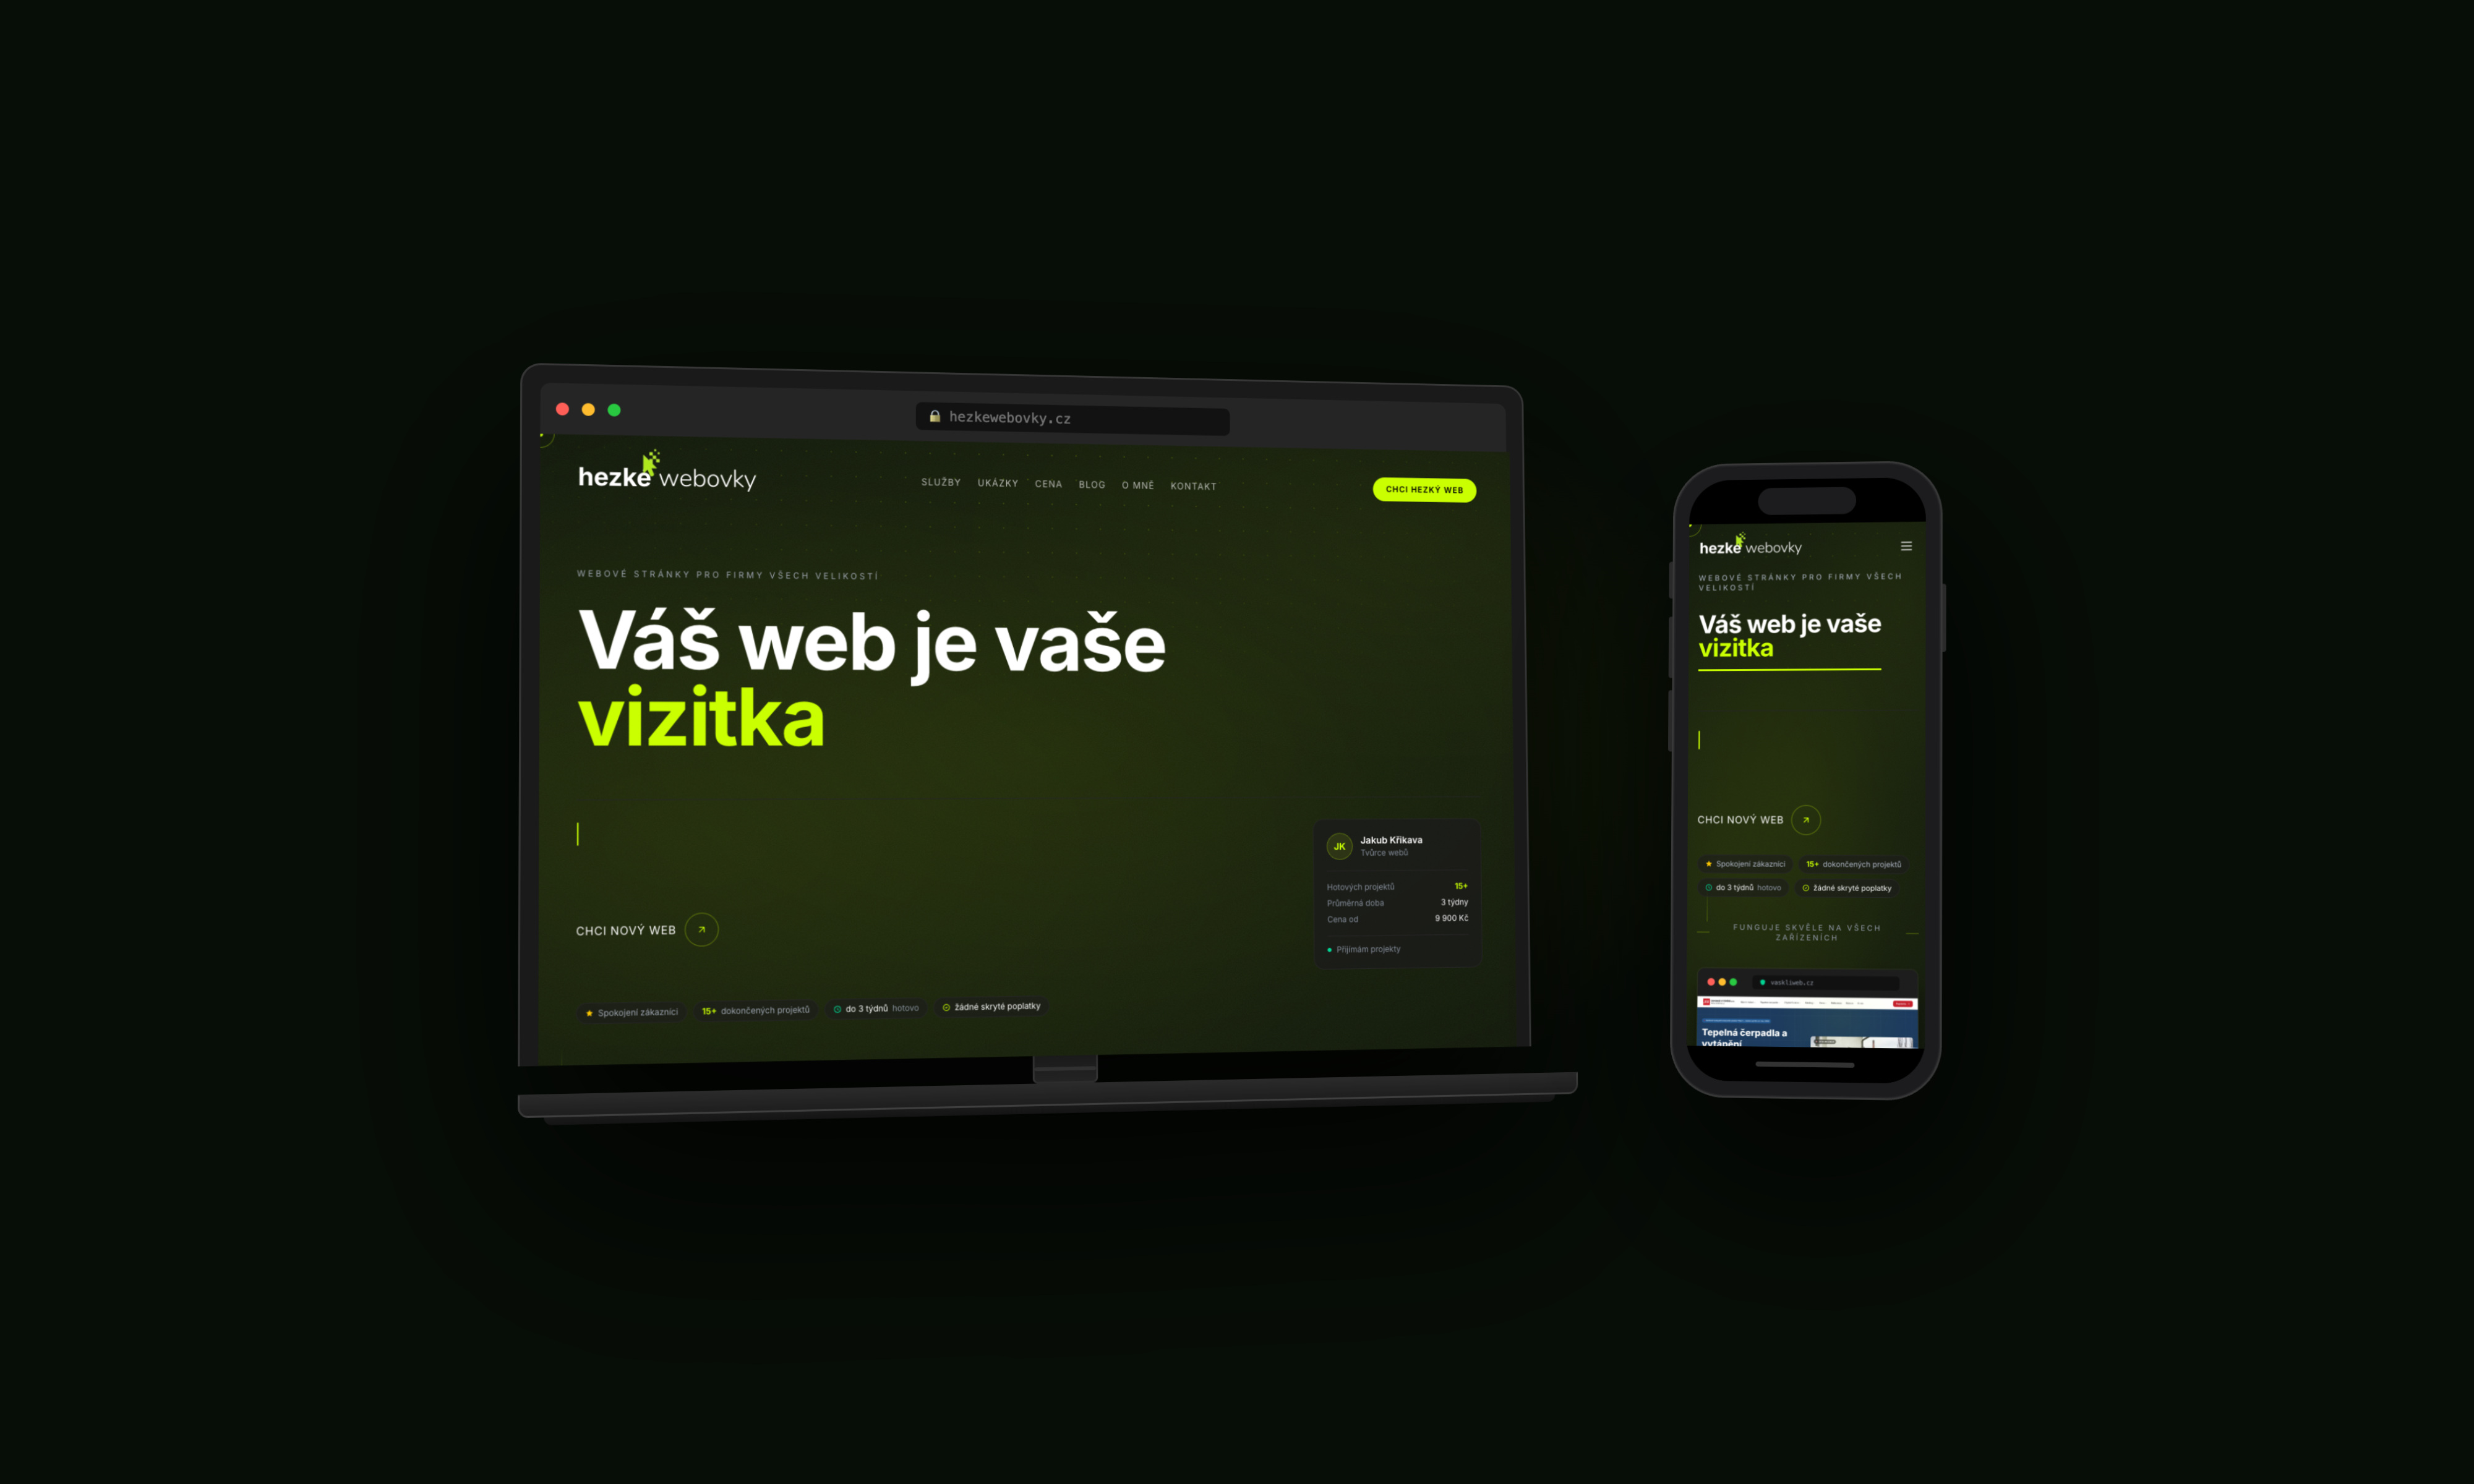 hezkewebovky.cz
hezké webovky
SLUŽBY UKÁZKY CENA BLOG O MNĚ KONTAKT
CHCI HEZKÝ WEB
WEBOVÉ STRÁNKY PRO FIRMY VŠECH VELIKOSTÍ
Váš web je vaše
vizitka
CHCI NOVÝ WEB
JK
Jakub Křikava
Tvůrce webů
Hotových projektů 15+
Průměrná doba 3 týdny
Cena od 9 900 Kč
Přijímám projekty
Spokojení zákazníci 15+ dokončených projektů do 3 týdnů hotovo žádné skryté poplatky
hezké webovky
WEBOVÉ STRÁNKY PRO FIRMY VŠECH
VELIKOSTÍ
Váš web je vaše
vizitka
CHCI NOVÝ WEB
Spokojení zákazníci 15+ dokončených projektů
do 3 týdnů hotovo žádné skryté poplatky
FUNGUJE SKVĚLE NA VŠECH
ZAŘÍZENÍCH
vaskliweb.cz
Tepelná čerpadla a
vytápění